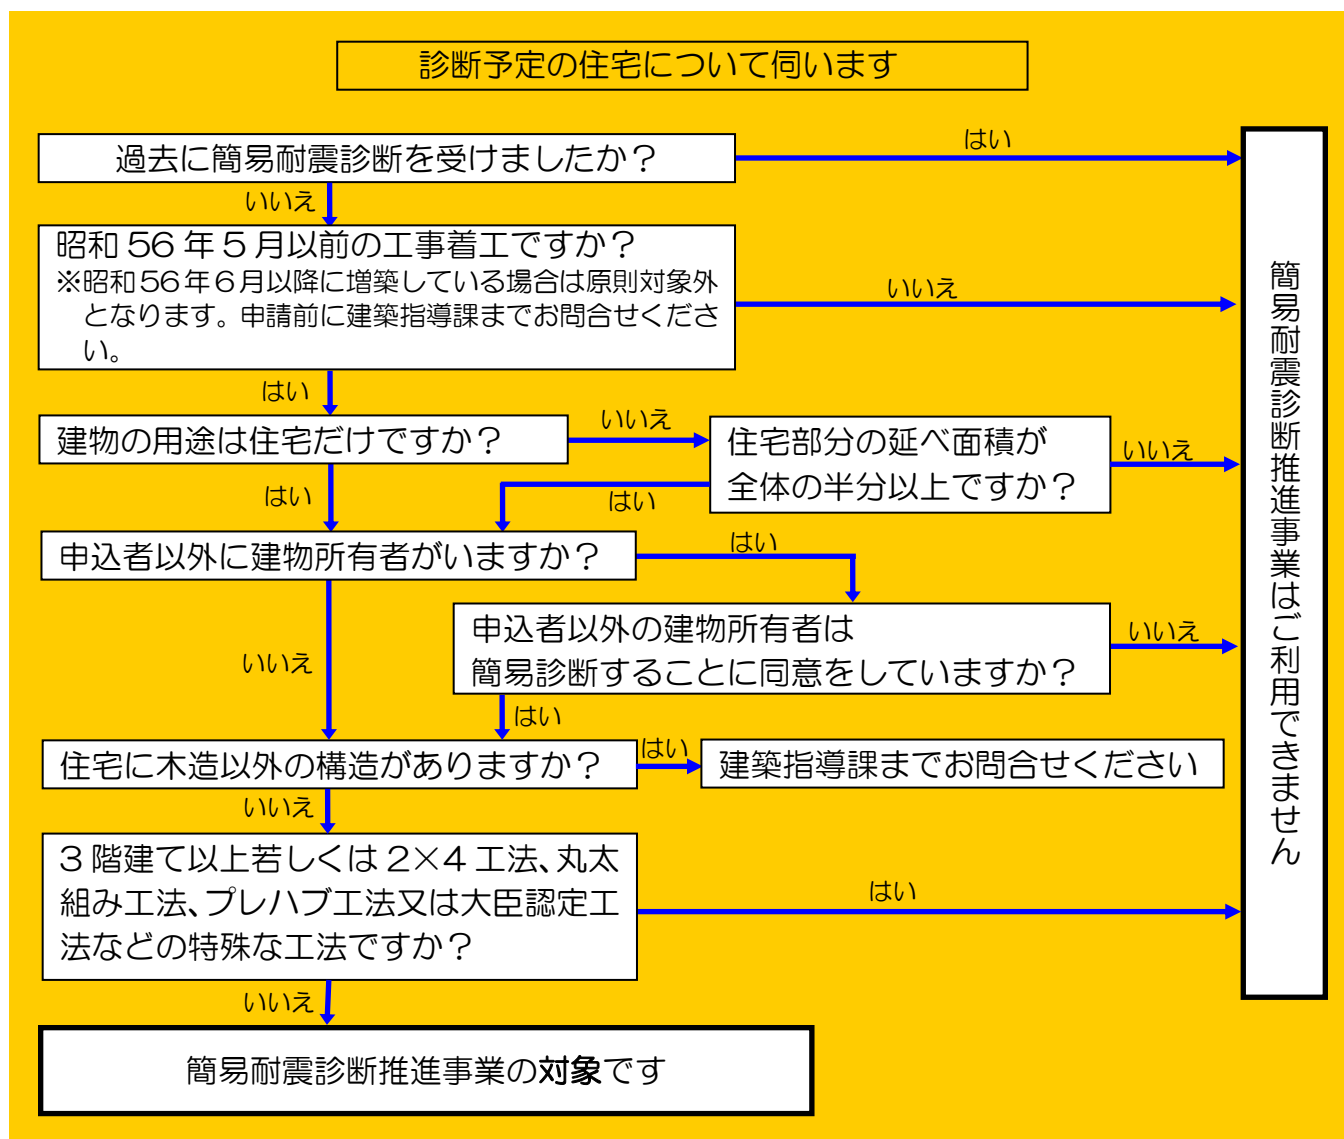 診断予定の住宅について伺います
過去に簡易耐震診断を受けましたか？
はい
いいえ
昭和56年5月以前の工事着工ですか？
※昭和56年6月以降に増築している場合は原則対象外
となります。申請前に建築指導課までお問合せくださ
い。
いいえ
はい
建物の用途は住宅だけですか？
いいえ
住宅部分の延べ面積が
全体の半分以上ですか？
いいえ
はい
はい
申込者以外に建物所有者がいますか？
はい
申込者以外の建物所有者は
簡易診断することに同意をしていますか？
いいえ
いいえ
はい
住宅に木造以外の構造がありますか？
はい
建築指導課までお問合せください
いいえ
3階建て以上若しくは2×4工法、丸太
組み工法、プレハブ工法又は大臣認定工
法などの特殊な工法ですか？
はい
いいえ
簡易耐震診断推進事業の対象です
簡易耐震診断推進事業はご利用できません